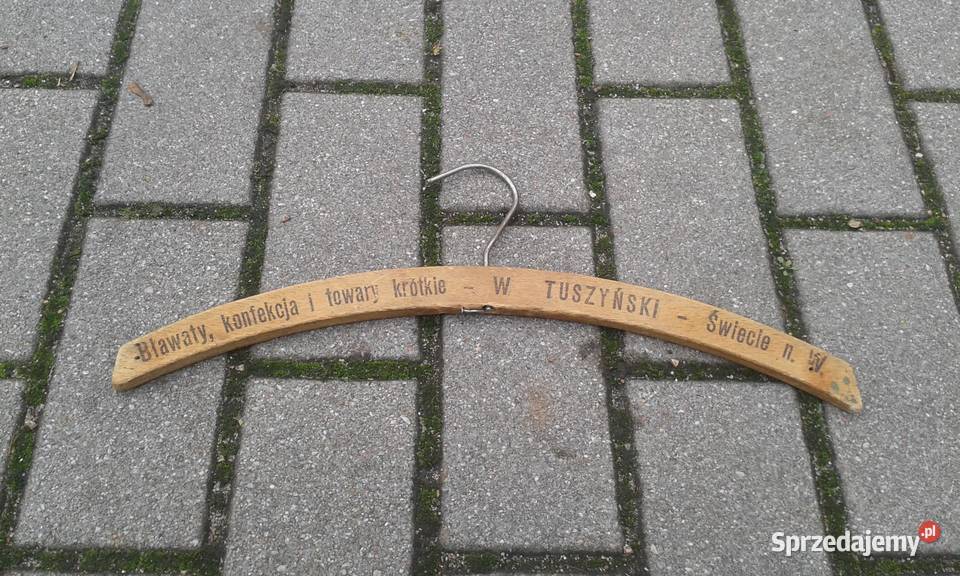 Bławaty, konfekcja i towary krótkie - W TUSZYŃSKI - Świecie n. W.
Sprzedajemy.pl